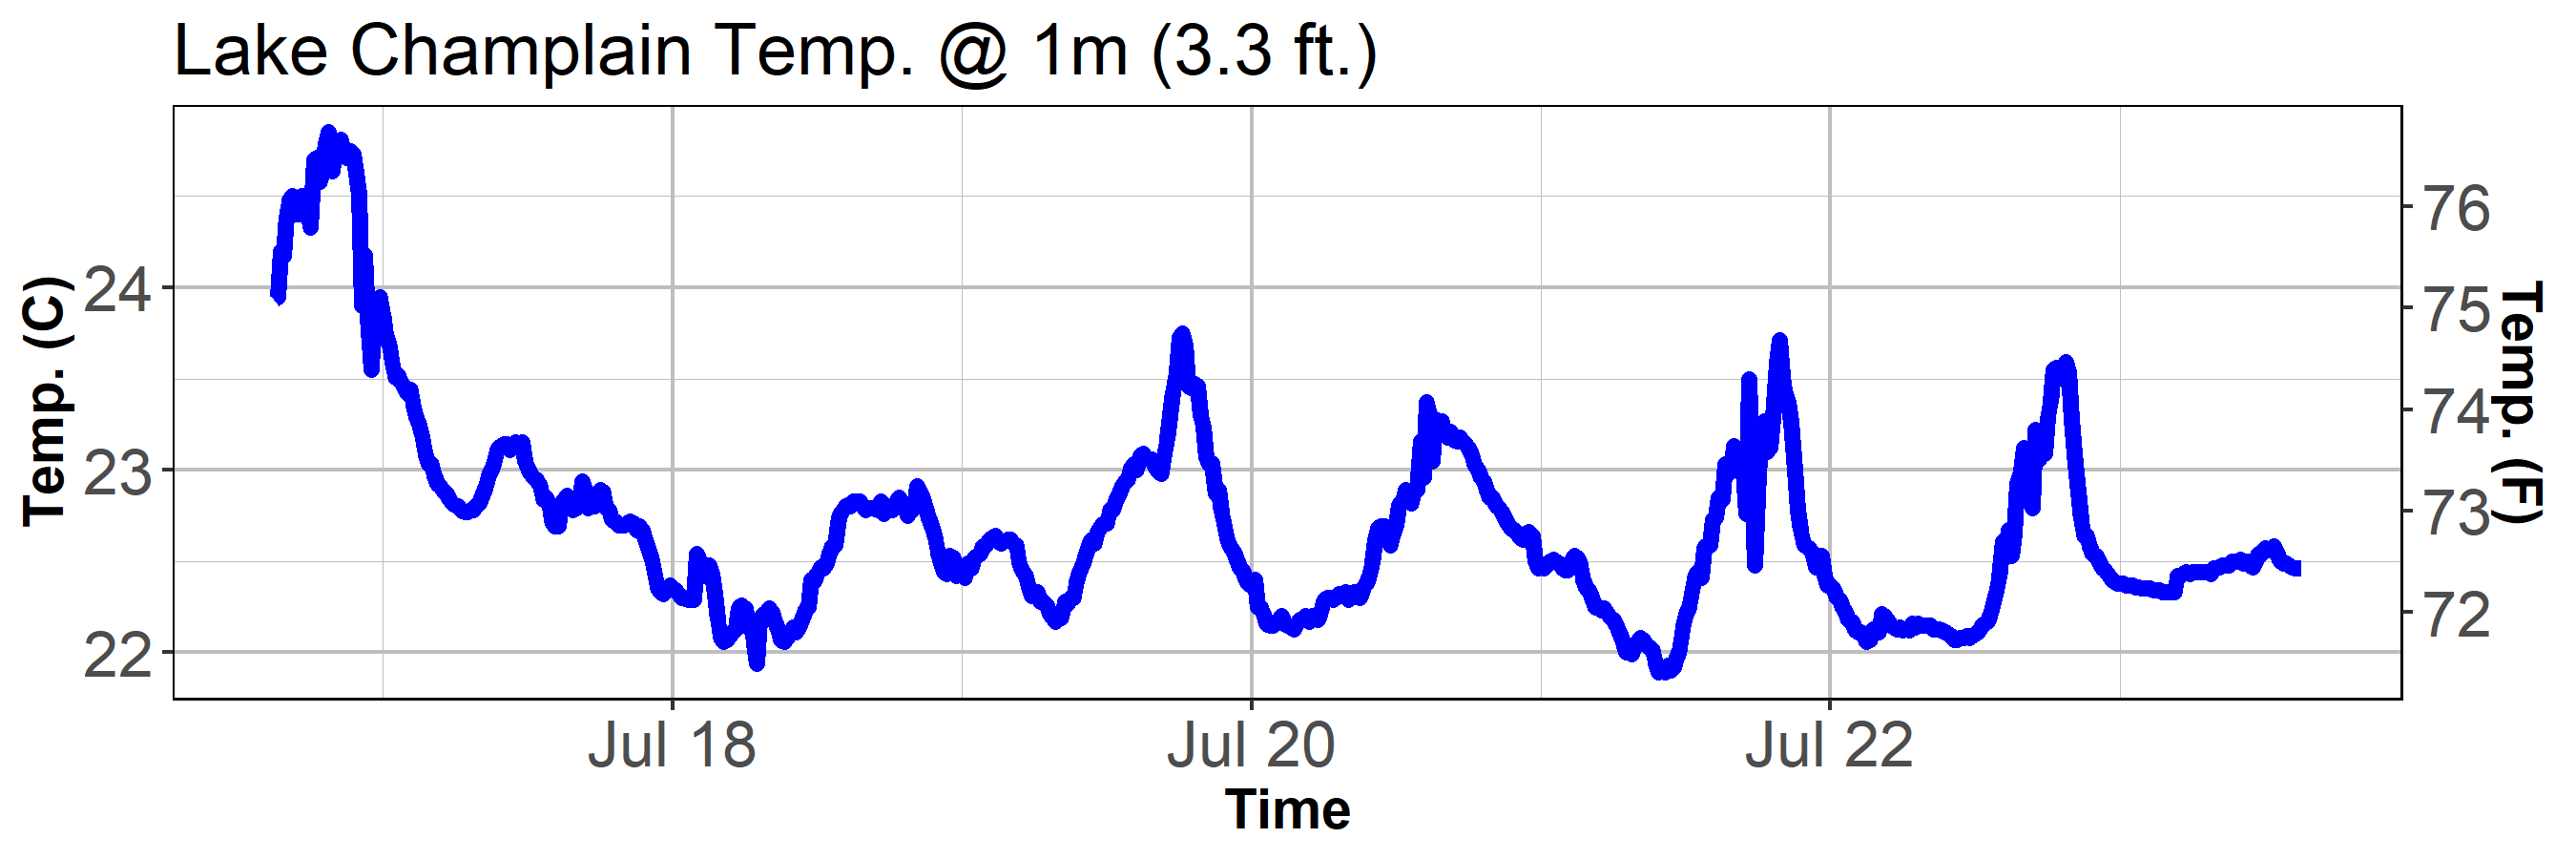 Lake Champlain Temp. @ 1m (3.3 ft.)
Temp. (C)
24
23
22
76
75
74
73
72
Temp. (F)
Jul 18
Jul 20
Jul 22
Time